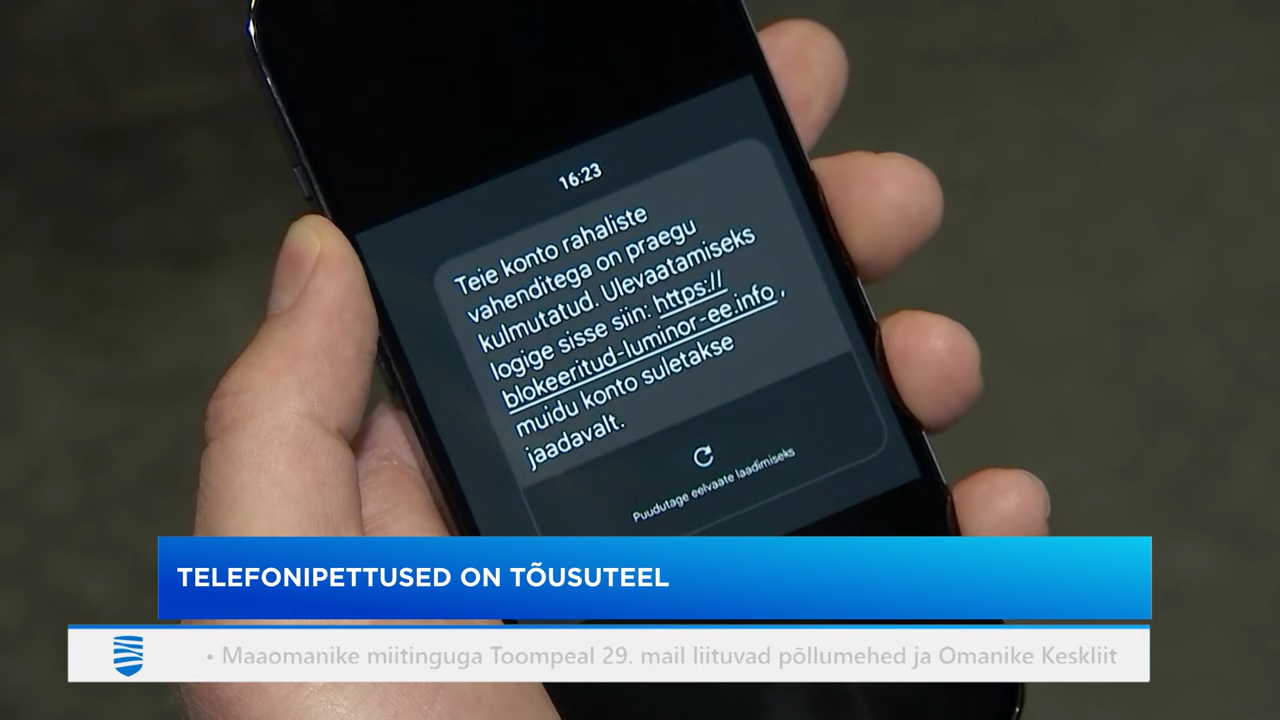 16:23
Teie konto rahaliste
vahenditega on praegu
kulmutatud. Ulevaatamiseks
logige sisse siin: https://
blokeeritud-luminor-ee.info ,
muidu konto suletakse
jaadavalt.
Puudutage eelvaate laadimiseks
TELEFONIPETTUSED ON TÕUSUTEEL
• Maaomanike miitinguga Toompeal 29. mail liituvad põllumehed ja Omanike Keskliit